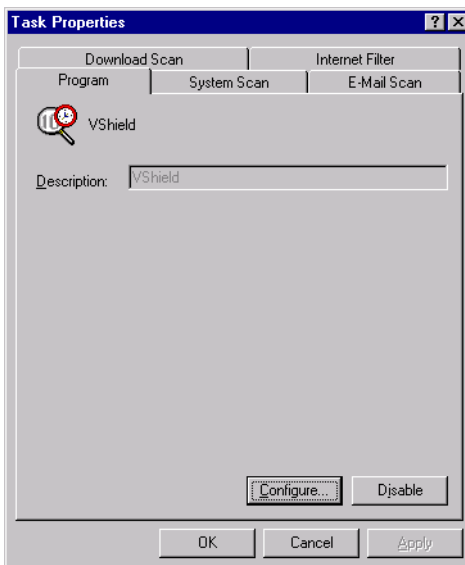 Task Properties
Download Scan
Internet Filter
Program
System Scan
E-Mail Scan
VShield
Description: VShield
Configure...
Disable
OK
Cancel
Apply